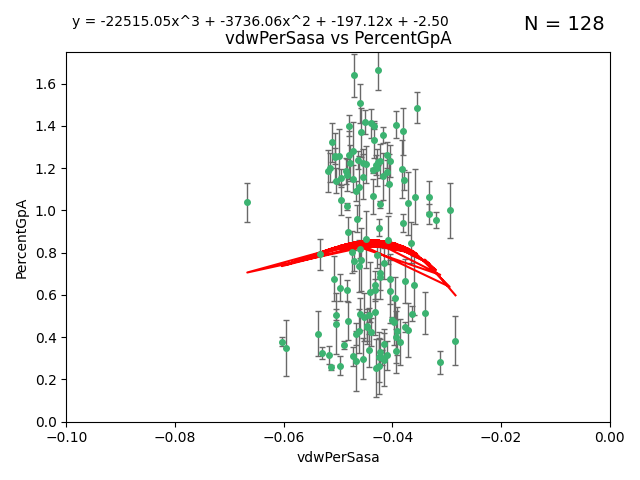 y = -22515.05x^3 + -3736.06x^2 + -197.12x + -2.50
N = 128
vdwPerSasa vs PercentGpA
PercentGpA
1.6
1.4
1.2
1.0
0.8
0.6
0.4
0.2
0.0
−0.10 −0.08 −0.06 −0.04 −0.02 0.00
vdwPerSasa